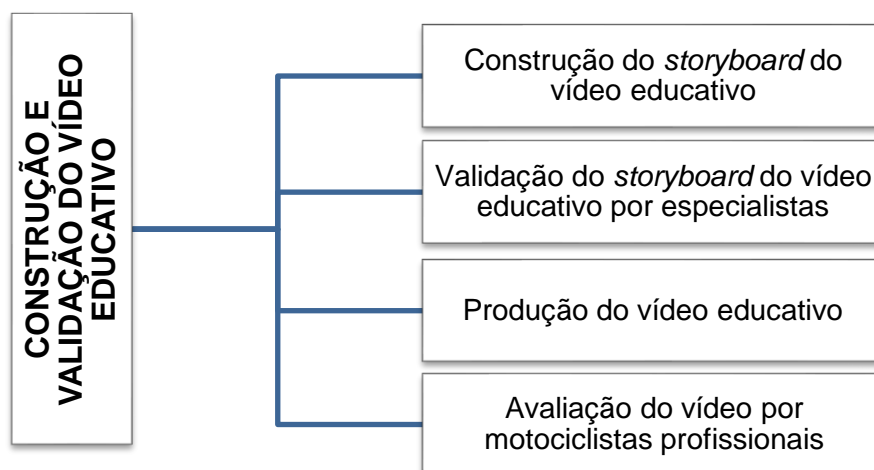 CONSTRUÇÃO E
VALIDAÇÃO DO VÍDEO
EDUCATIVO
Construção do storyboard do
vídeo educativo
Validação do storyboard do vídeo
educativo por especialistas
Produção do vídeo educativo
Avaliação do vídeo por
motociclistas profissionais